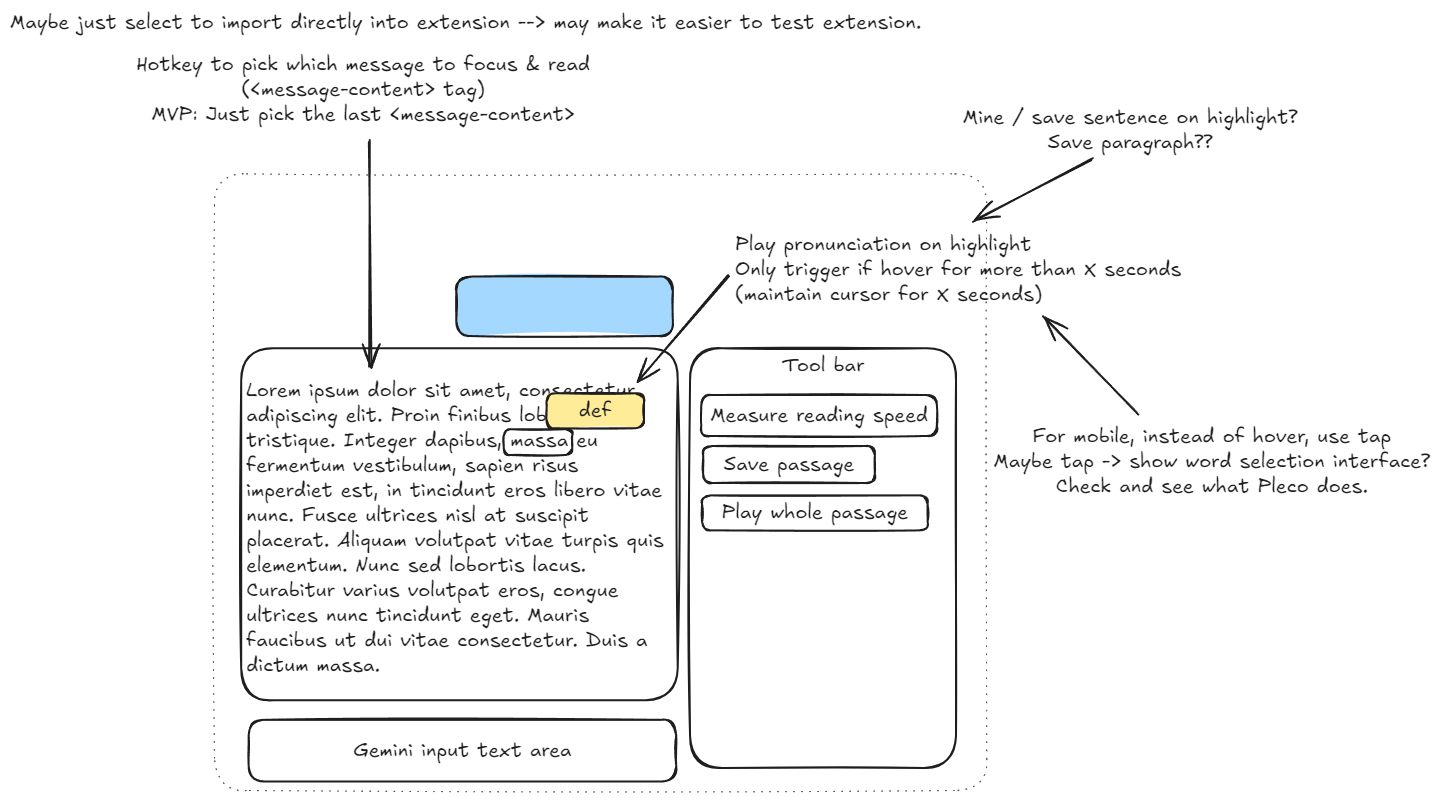 Maybe just select to import directly into extension --> may make it easier to test extension.
Hotkey to pick which message to focus & read
(<message-content> tag)
MVP: Just pick the last <message-content>
Mine / save sentence on highlight?
Save paragraph??
Play pronunciation on highlight
Only trigger if hover for more than X seconds
(maintain cursor for X seconds)
Lorem ipsum dolor sit amet, consectetur
adipiscing elit. Proin finibus lob
def
tristique. Integer dapibus, massa eu
fermentum vestibulum, sapien risus
imperdiet est, in tincidunt eros libero vitae
nunc. Fusce ultrices nisl at suscipit
placerat. Aliquam volutpat vitae turpis quis
elementum. Nunc sed lobortis lacus.
Curabitur varius volutpat eros, congue
ultrices nunc tincidunt eget. Mauris
faucibus ut dui vitae consectetur. Duis a
dictum massa.
Tool bar
Measure reading speed
Save passage
Play whole passage
For mobile, instead of hover, use tap
Maybe tap -> show word selection interface?
Check and see what Pleco does.
Gemini input text area